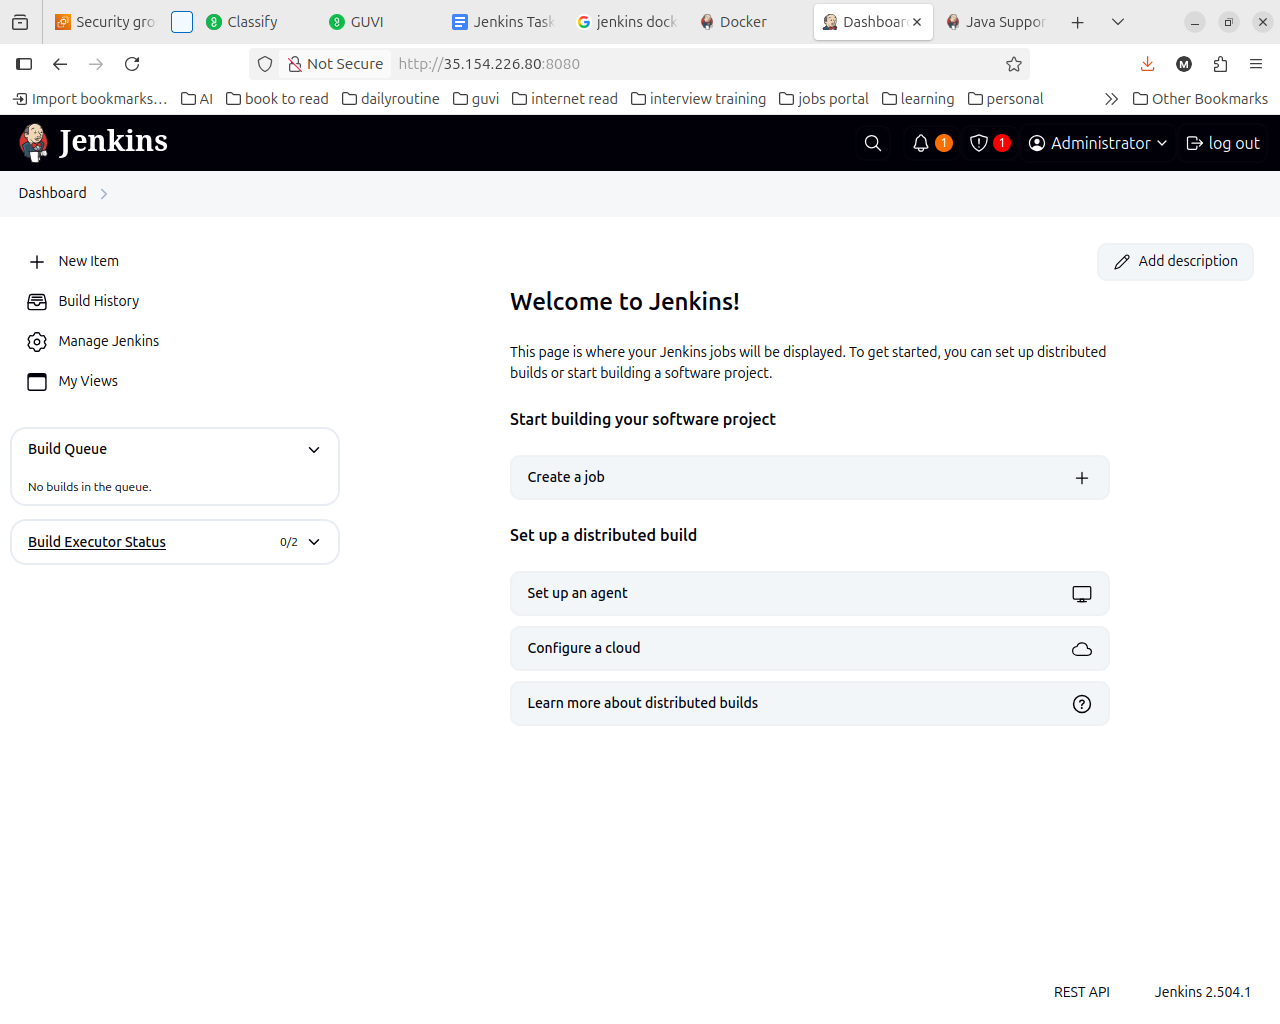 Security gro
Classify
GUVI
Jenkins Task
jenkins dock
Docker
Dashboar
Java Suppor
Not Secure
http://35.154.226.80:8080
M
Import bookmarks…
AI
book to read
dailyroutine
guvi
internet read
interview training
jobs portal
learning
personal
Other Bookmarks
Jenkins
1
1
Administrator
log out
Dashboard
New Item
Build History
Manage Jenkins
My Views
Build Queue
No builds in the queue.
Build Executor Status
0/2
Add description
Welcome to Jenkins!
This page is where your Jenkins jobs will be displayed. To get started, you can set up distributed
builds or start building a software project.
Start building your software project
Create a job
Set up a distributed build
Set up an agent
Configure a cloud
Learn more about distributed builds
REST API
Jenkins 2.504.1